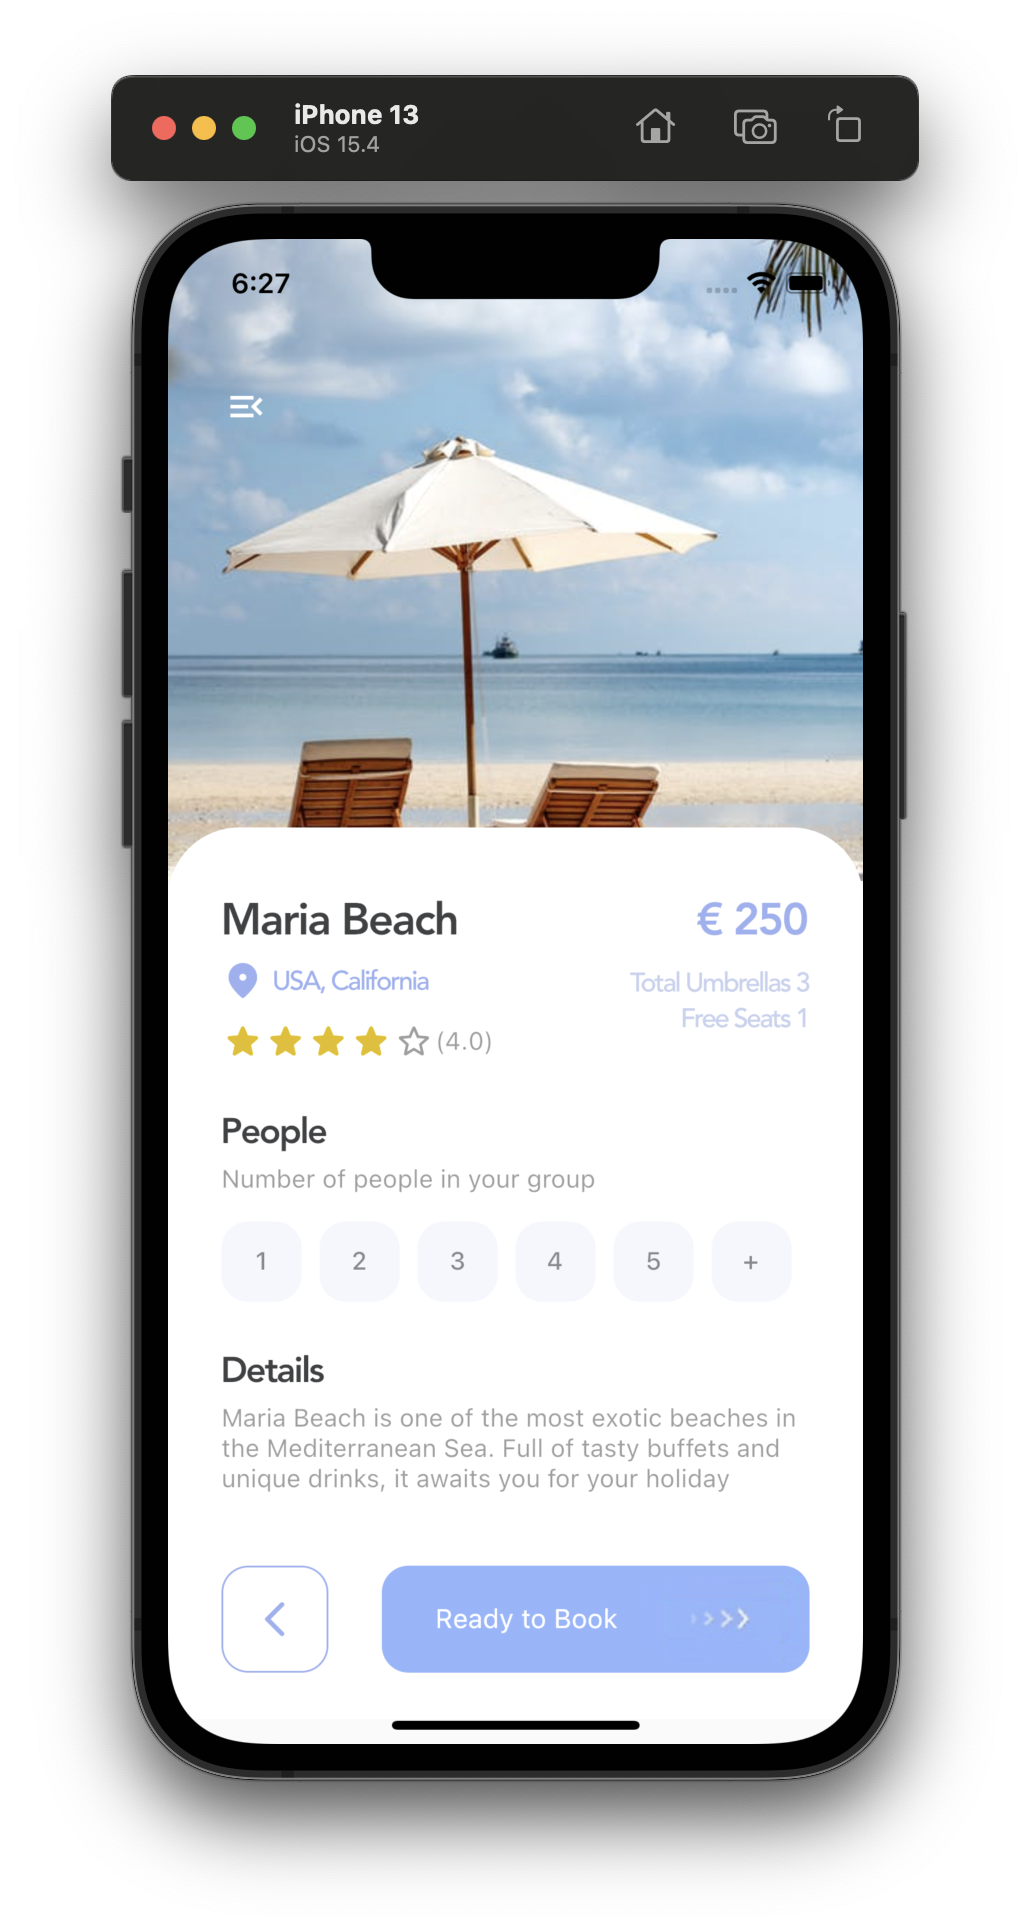 iPhone 13
iOS 15.4
6:27
Maria Beach
€ 250
USA, California
Total Umbrellas 3
Free Seats 1
(4.0)
People
Number of people in your group
1 2 3 4 5 +
Details
Maria Beach is one of the most exotic beaches in
the Mediterranean Sea. Full of tasty buffets and
unique drinks, it awaits you for your holiday
Ready to Book